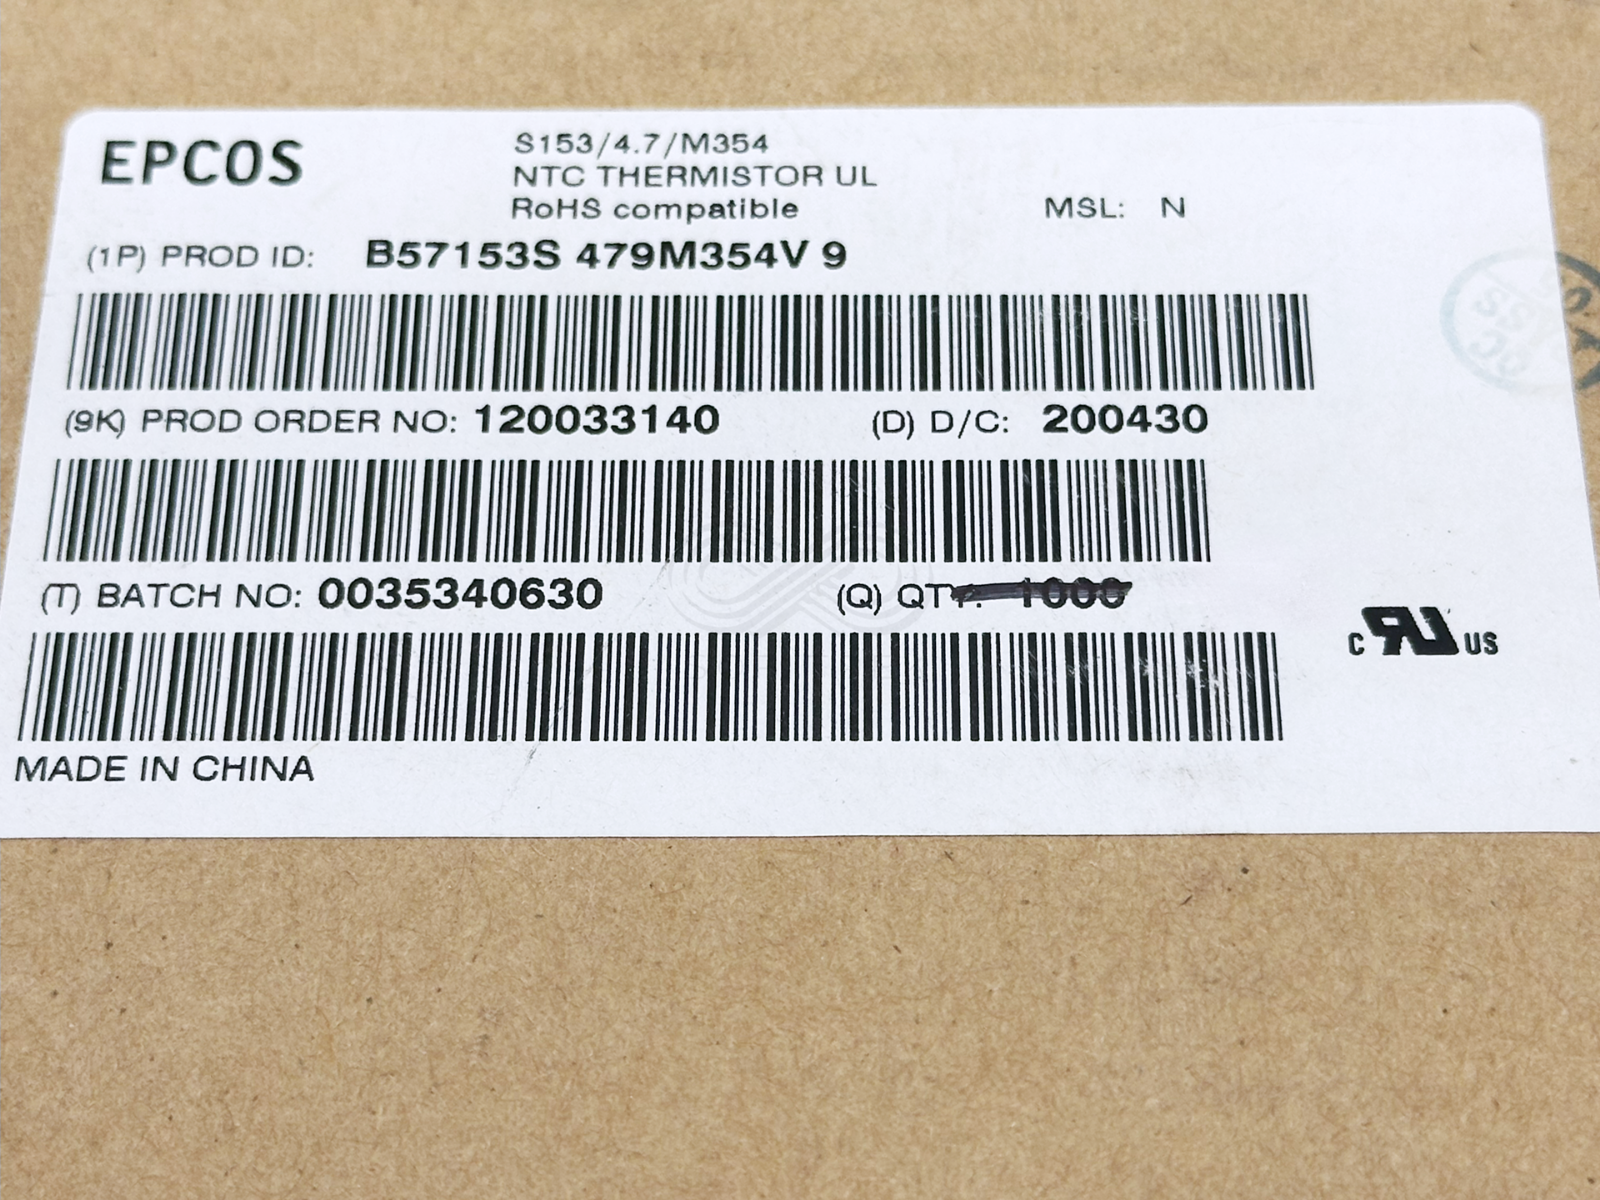 EPCOS
S153/4.7/M354
NTC THERMISTOR UL
RoHS compatible
MSL: N
(1P) PROD ID: B57153S 479M354V 9
(9K) PROD ORDER NO: 120033140 (D) D/C: 200430
(T) BATCH NO: 0035340630 (Q) QTY: 1000
c RU US
MADE IN CHINA